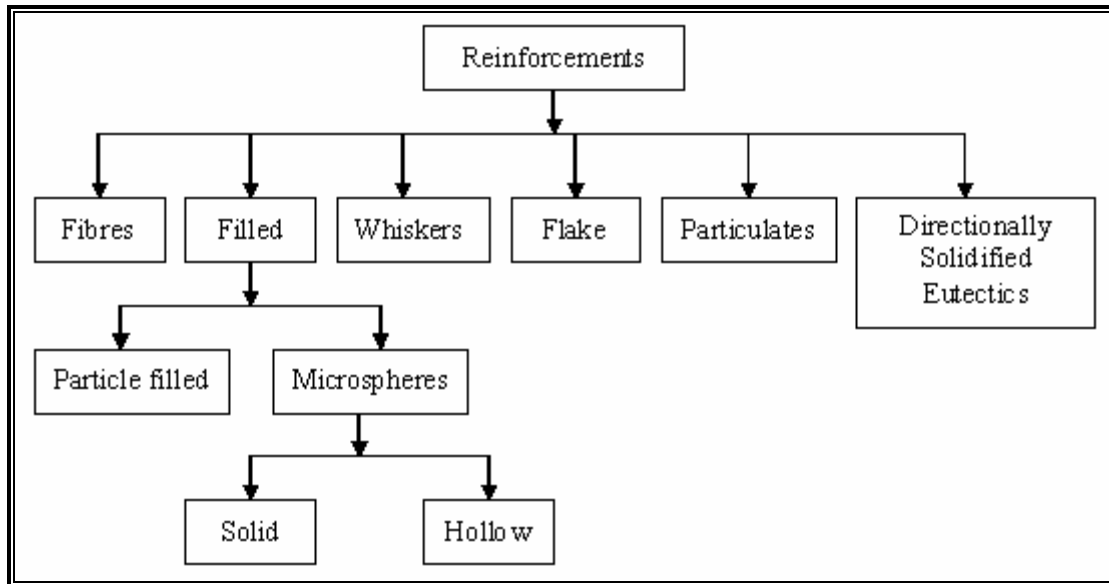 Reinforcements
Fibres
Filled
Whiskers
Flake
Particulates
Directionally
Solidified
Eutectics
Particle filled
Microspheres
Solid
Hollow